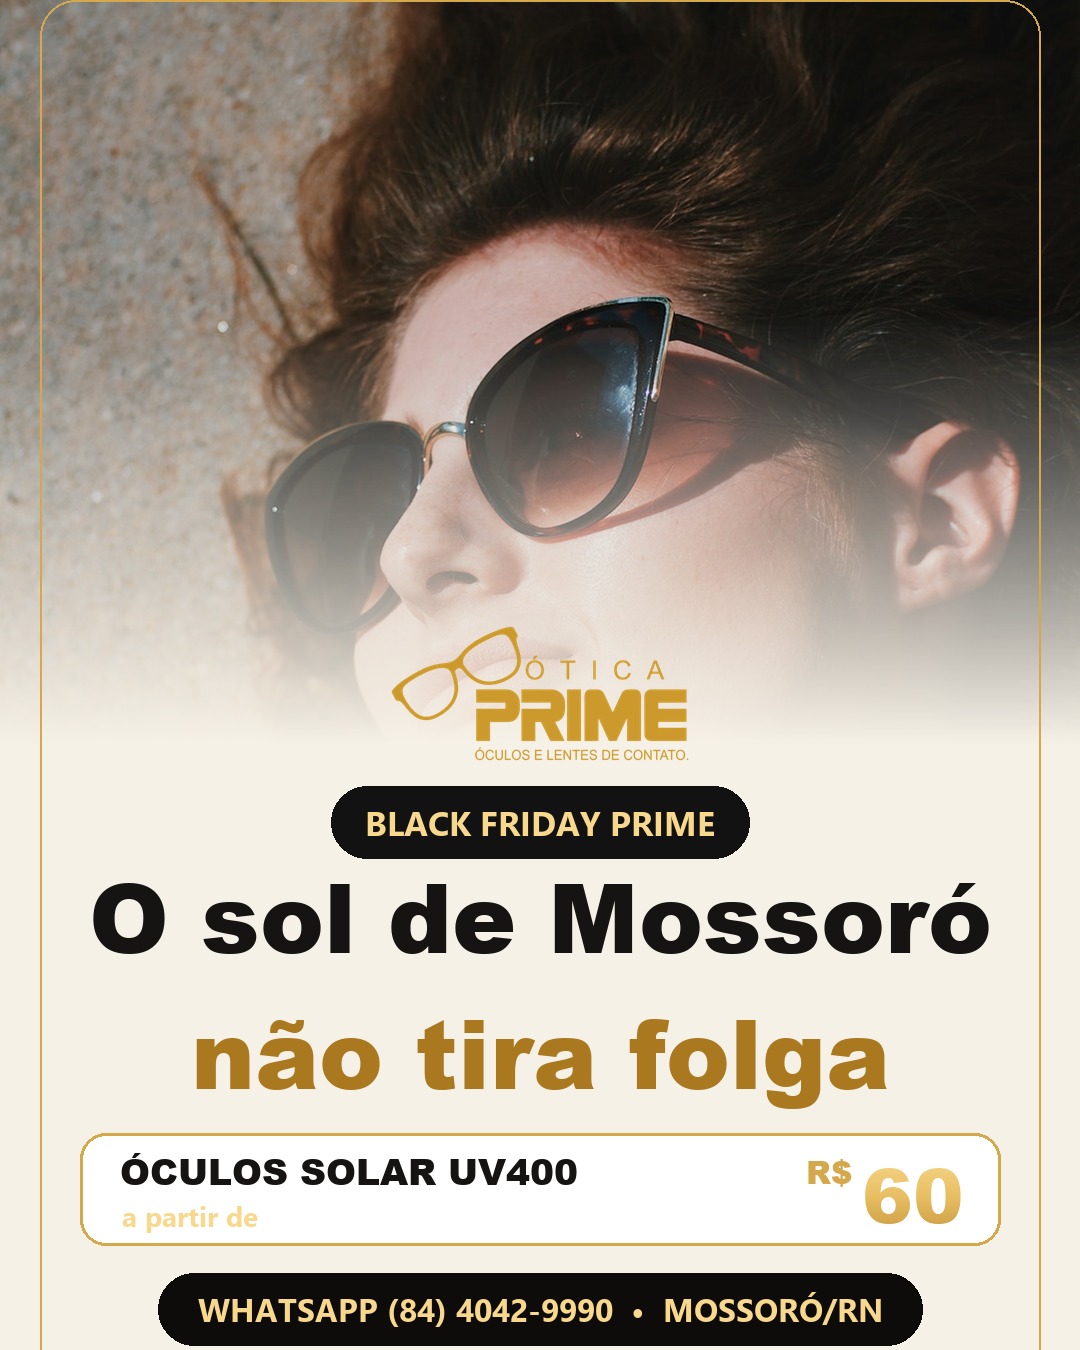 ÓTICA
PRIME
ÓCULOS E LENTES DE CONTATO.
BLACK FRIDAY PRIME
O sol de Mossoró
não tira folga
ÓCULOS SOLAR UV400
a partir de
R$ 60
WHATSAPP (84) 4042-9990 • MOSSORÓ/RN